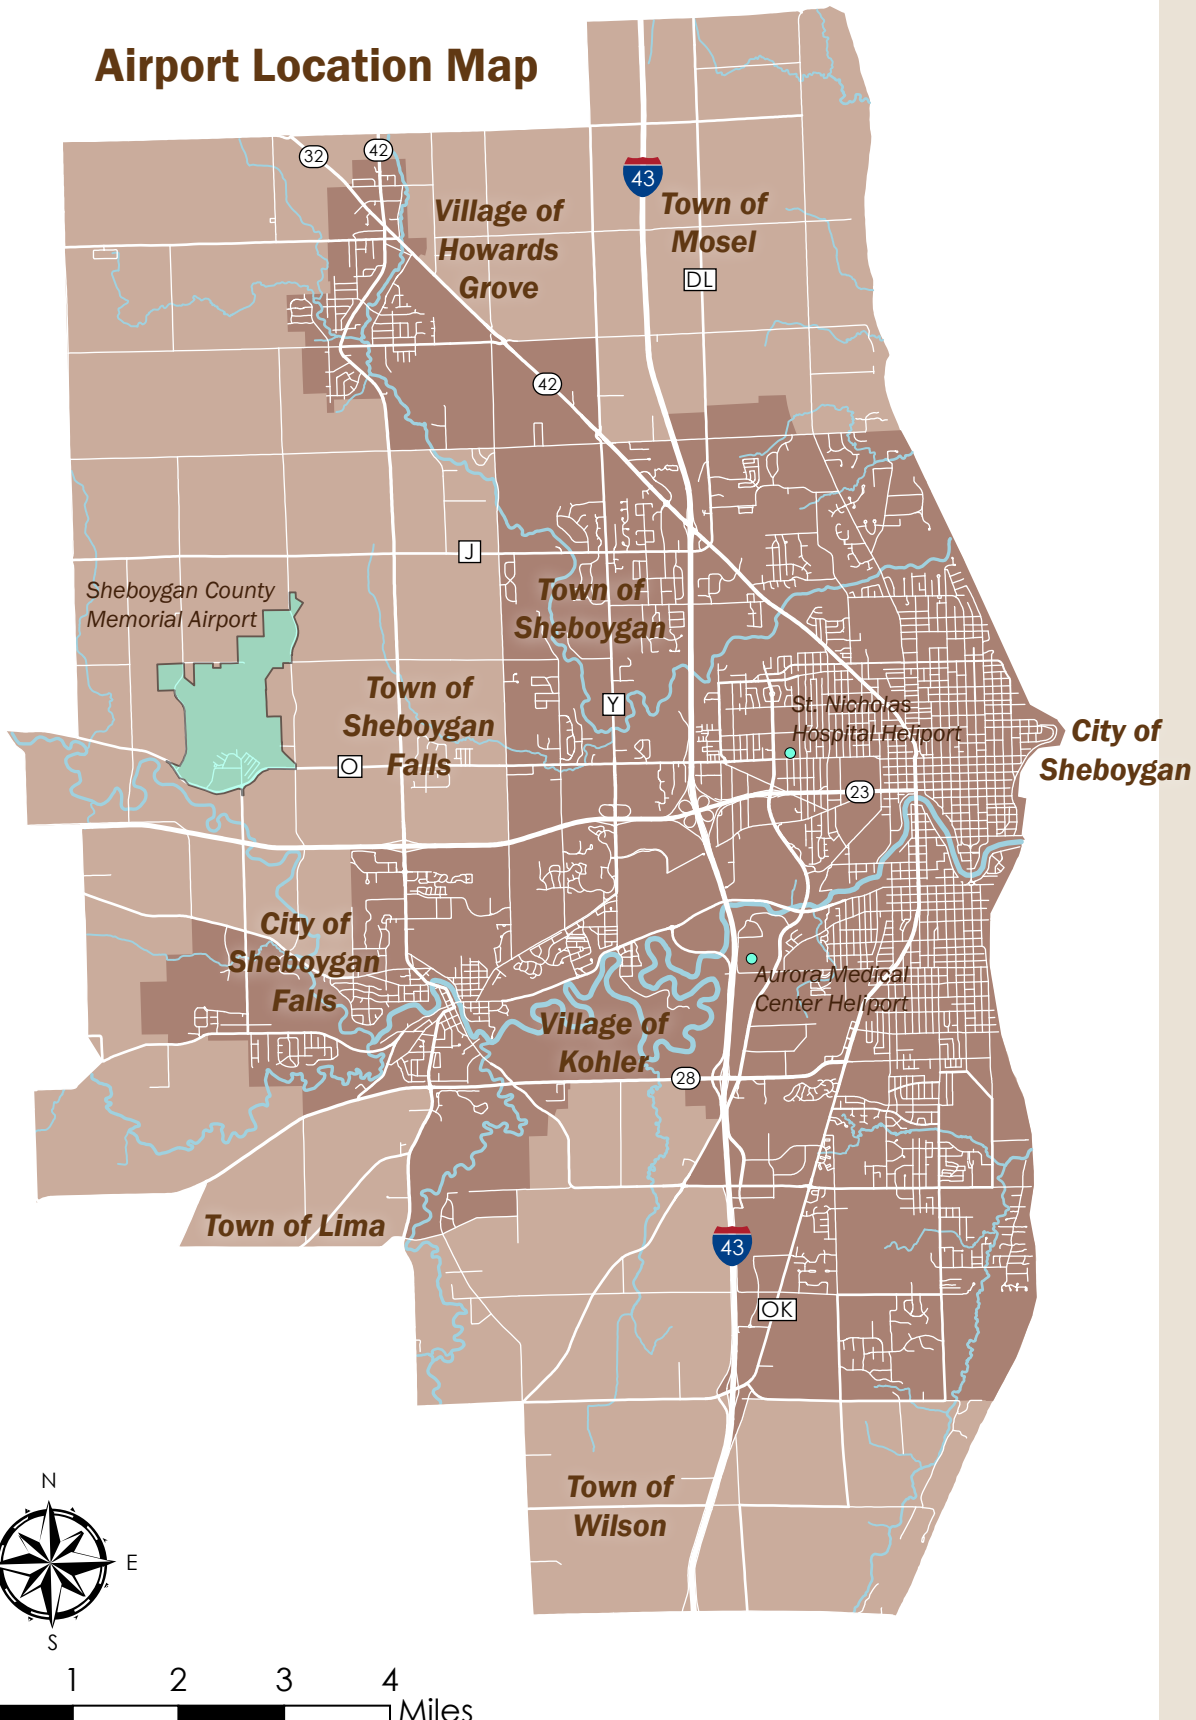 Airport Location Map
32
42
43
Village of
Howards
Grove
Town of
Mosel
DL
42
J
Sheboygan County
Memorial Airport
Town of
Sheboygan
Town of
Sheboygan
Falls
Y
St. Nicholas
Hospital Heliport
City of
Sheboygan
O
23
City of
Sheboygan
Falls
Aurora Medical
Center Heliport
Village of
Kohler
28
Town of Lima
43
OK
Town of
Wilson
N
E
S
1 2 3 4
Miles